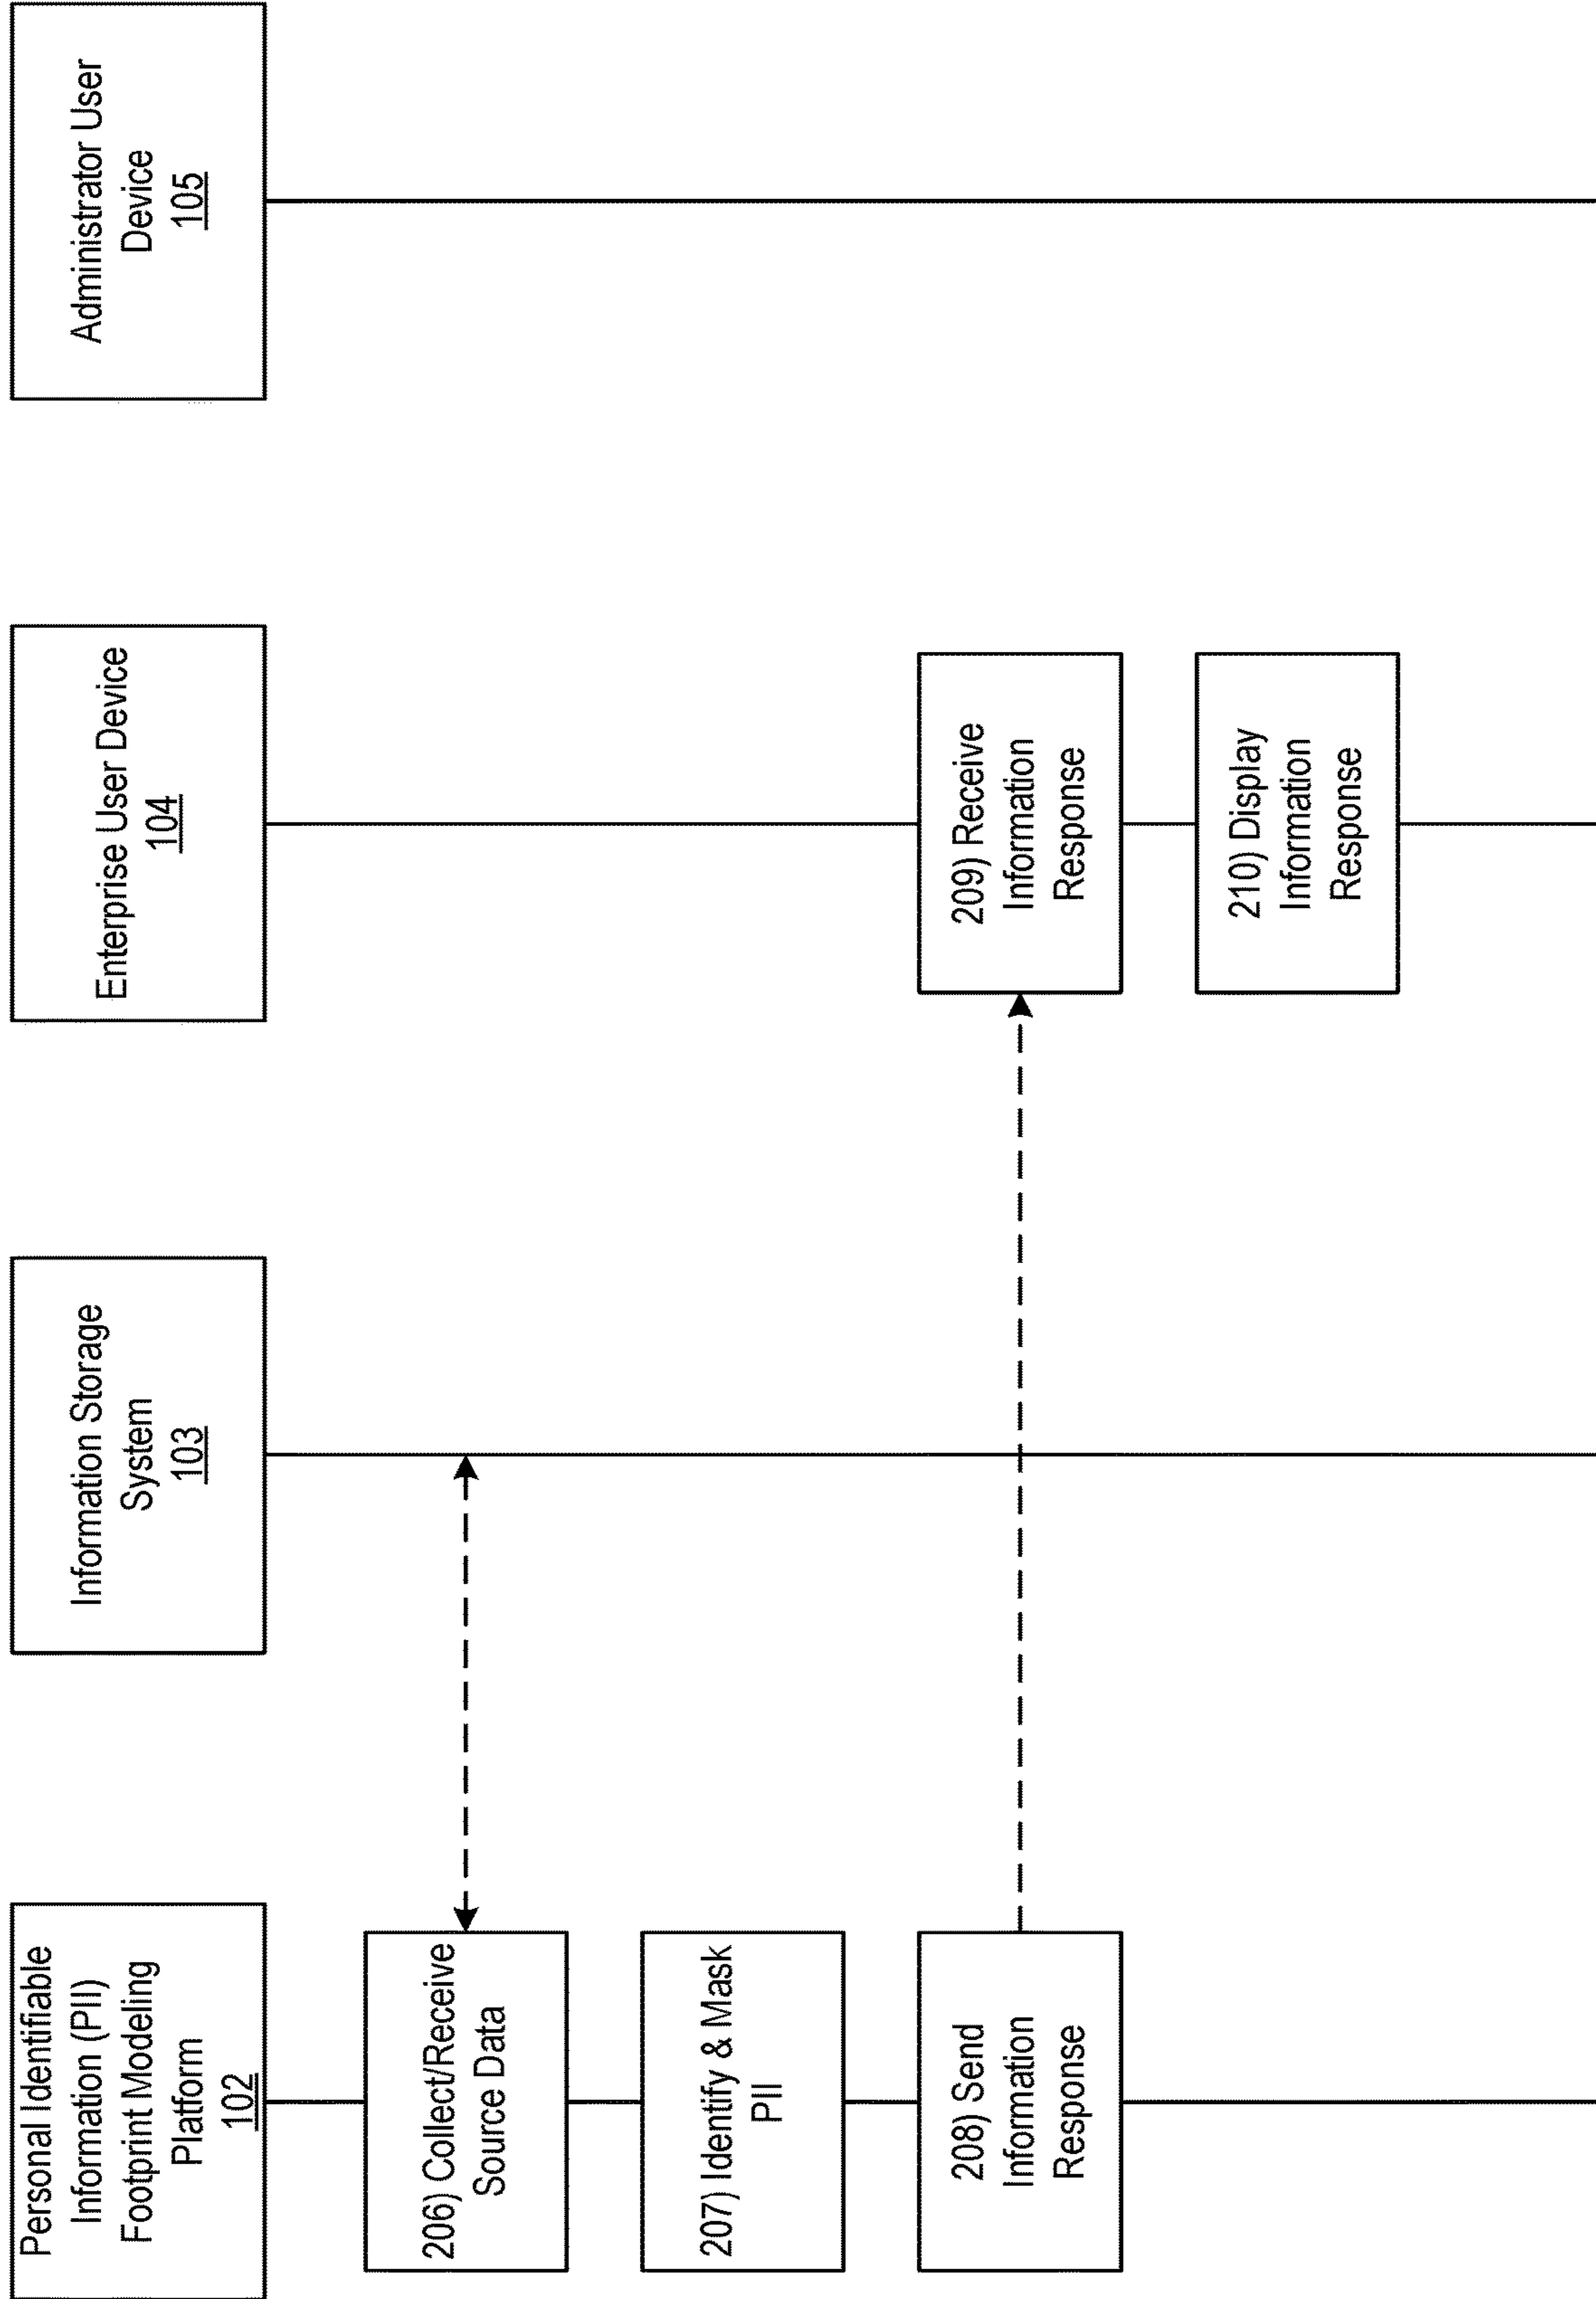 Personal Identifiable
Information (PII)
Footprint Modeling
Platform
102
Information Storage
System
103
Enterprise User Device
104
Administrator User
Device
105
206) Collect/Receive
Source Data
207) Identify & Mask
PII
208) Send
Information
Response
209) Receive
Information
Response
210) Display
Information
Response